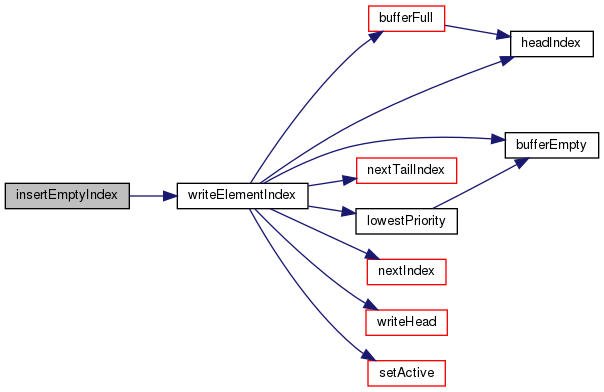 insertEmptyIndex
writeElementIndex
bufferFull
headIndex
bufferEmpty
nextTailIndex
lowestPriority
nextIndex
writeHead
setActive